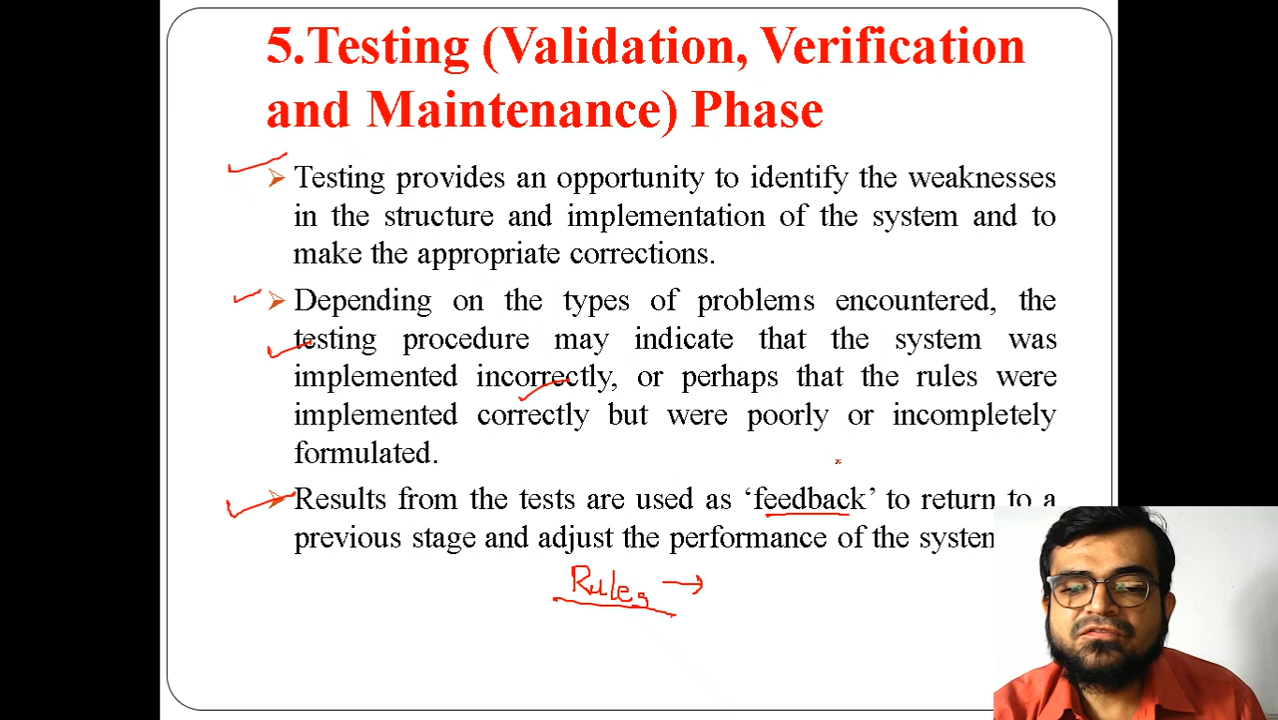 5.Testing (Validation, Verification
and Maintenance) Phase
Testing provides an opportunity to identify the weaknesses
in the structure and implementation of the system and to
make the appropriate corrections.
Depending on the types of problems encountered, the
testing procedure may indicate that the system was
implemented incorrectly, or perhaps that the rules were
implemented correctly but were poorly or incompletely
formulated.
Results from the tests are used as ‘feedback’ to return to a
previous stage and adjust the performance of the system
Rules →